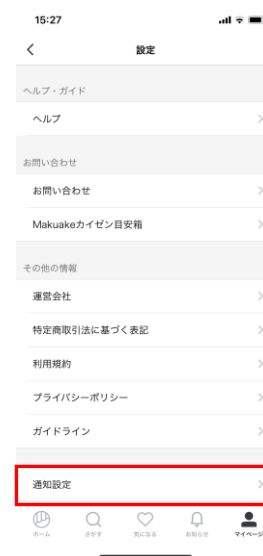 15:27
設定
ヘルプ・ガイド
ヘルプ
お問い合わせ
お問い合わせ
Makuakeカイゼン目安箱
その他の情報
運営会社
特定商取引法に基づく表記
利用規約
プライバシーポリシー
ガイドライン
通知設定
ホーム さがす 気になる お知らせ マイページ